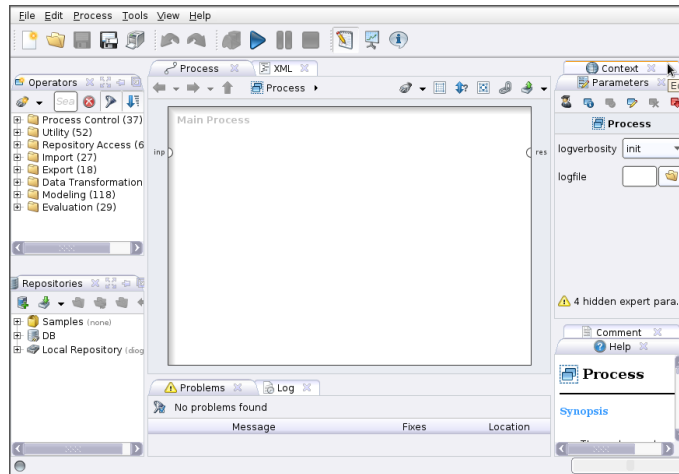 File Edit Process Tools View Help
Process XML
Context
Operators
Parameters
Process
Sea
Process Control (37)
Utility (52)
Repository Access (6
Import (27)
Export (18)
Data Transformation
Modeling (118)
Evaluation (29)
Main Process
inp
res
Process
logverbosity init
logfile
Repositories
Samples (none)
DB
Local Repository (diog
4 hidden expert para.
Comment
Help
Process
Synopsis
Problems Log
No problems found
Message Fixes Location